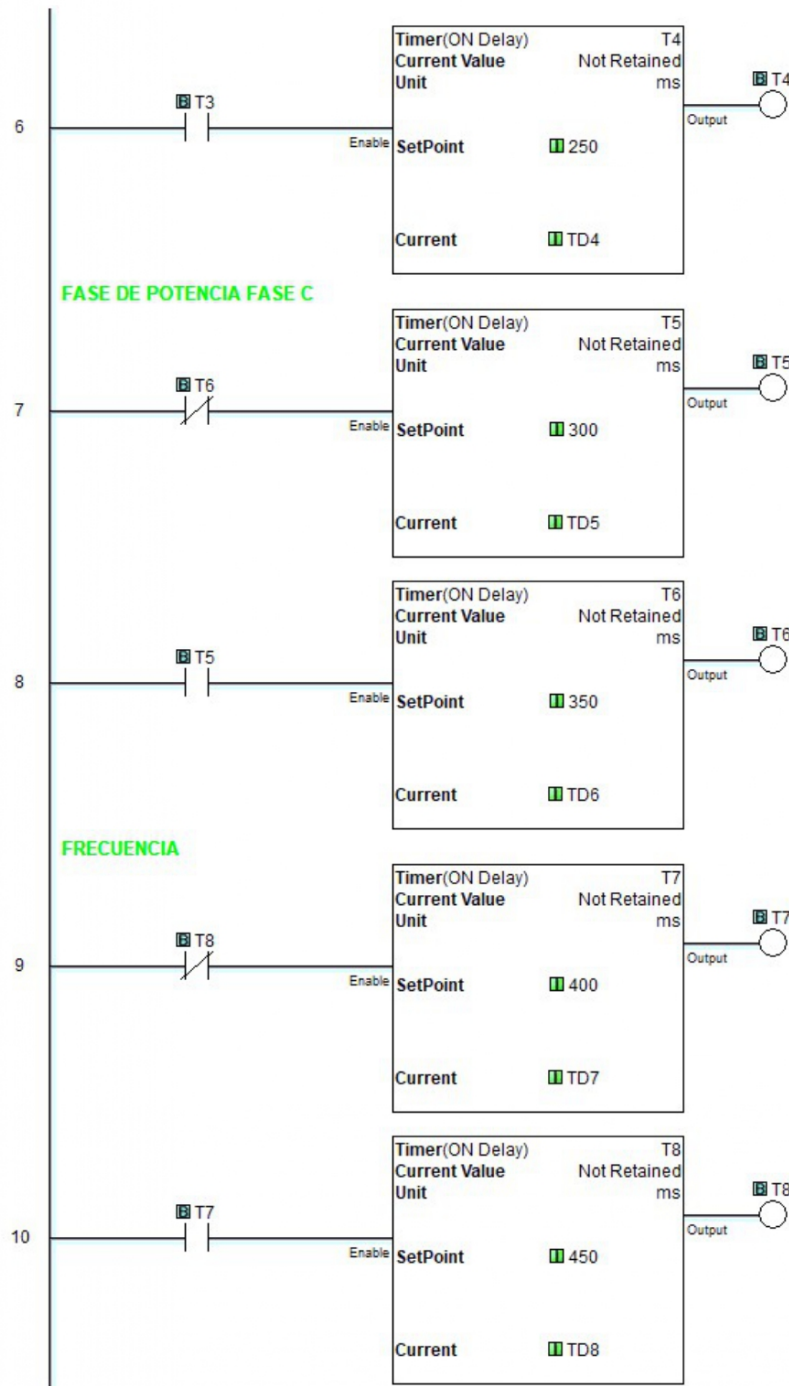 Timer(ON Delay) T4
Current Value Not Retained
Unit ms
B T4
B T3
Output
6
Enable SetPoint I 250
Current I TD4
FASE DE POTENCIA FASE C
Timer(ON Delay) T5
Current Value Not Retained
Unit ms
B T5
B T6
Output
7
Enable SetPoint I 300
Current I TD5
Timer(ON Delay) T6
Current Value Not Retained
Unit ms
B T6
B T5
Output
8
Enable SetPoint I 350
Current I TD6
FRECUENCIA
Timer(ON Delay) T7
Current Value Not Retained
Unit ms
B T7
B T8
Output
9
Enable SetPoint I 400
Current I TD7
Timer(ON Delay) T8
Current Value Not Retained
Unit ms
B T8
B T7
Output
10
Enable SetPoint I 450
Current I TD8